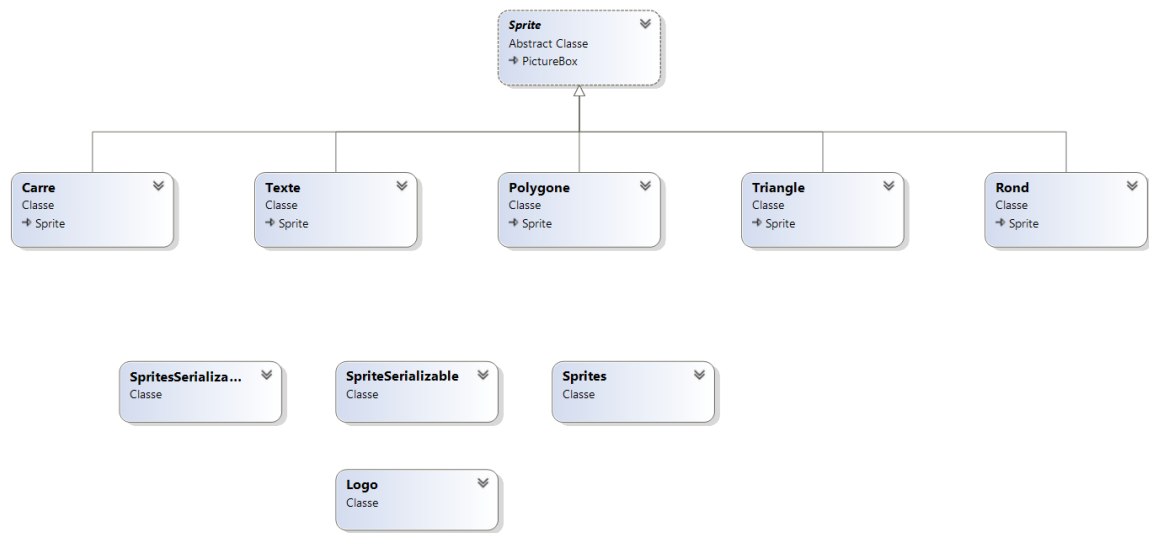 Sprite
Abstract Classe
PictureBox
Carre
Classe
Sprite
Texte
Classe
Sprite
Polygone
Classe
Sprite
Triangle
Classe
Sprite
Rond
Classe
Sprite
SpritesSerializa...
Classe
SpriteSerializable
Classe
Sprites
Classe
Logo
Classe